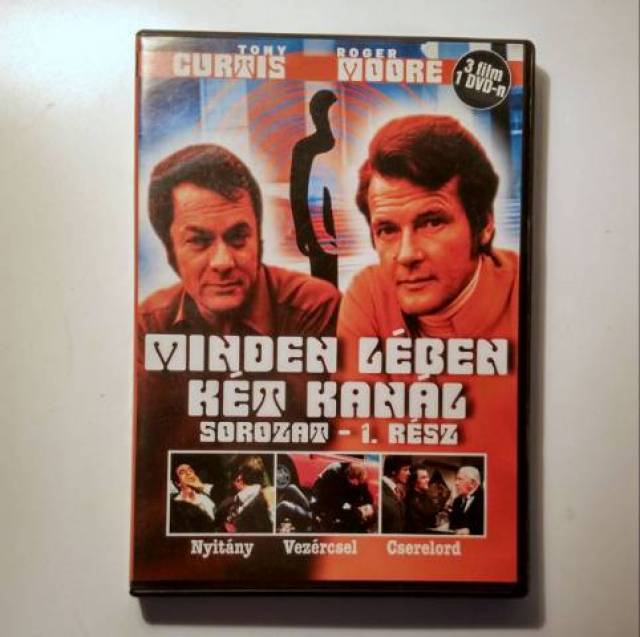 TONY
CURTIS
ROGER
MOORE
3 film
1 DVD-n
MINDEN LÉBEN
KÉT KANÁL
SOROZAT - 1. RÉSZ
Nyitány Vezércsel Cserelord